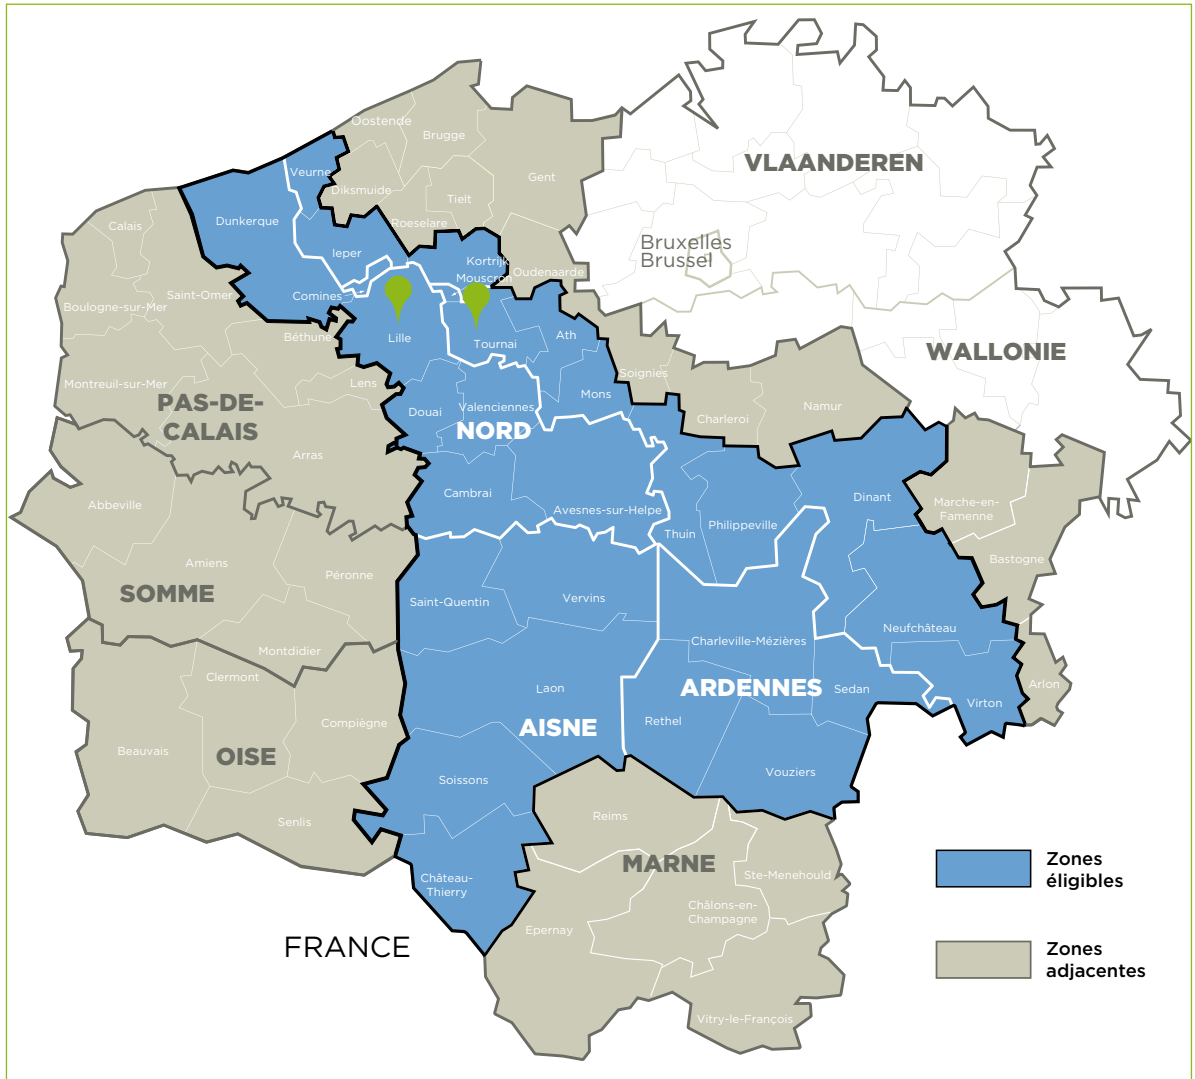 VLAANDEREN
Bruxelles
Brussel
WALLONIE
Oostende
Brugge
Gent
Veurne
Diksmuide
Tielt
Roeselare
Dunkerque
Ieper
Kortrijk
Mouscron
Oudenaarde
Comines
Calais
Saint-Omer
Boulogne-sur-Mer
Béthune
Lille
Tournai
Ath
Soignies
Montreuil-sur-Mer
Lens
PAS-DE-
CALAIS
Douai
Valenciennes
NORD
Mons
Charleroi
Namur
Arras
Cambrai
Avesnes-sur-Helpe
Thuin
Philippeville
Dinant
Marche-en-
Famenne
Bastogne
Abbeville
Amiens
Péronne
SOMME
Montdidier
Saint-Quentin
Vervins
Charleville-Mézières
Neufchâteau
Arlon
Virton
Clermont
Compiègne
Beauvais
OISE
Senlis
Laon
AISNE
ARDENNES
Sedan
Rethel
Vouziers
Soissons
Château-
Thierry
Reims
MARNE
Ste-Menehould
Châlons-en-
Champagne
Epernay
Vitry-le-François
FRANCE
Zones
éligibles
Zones
adjacentes